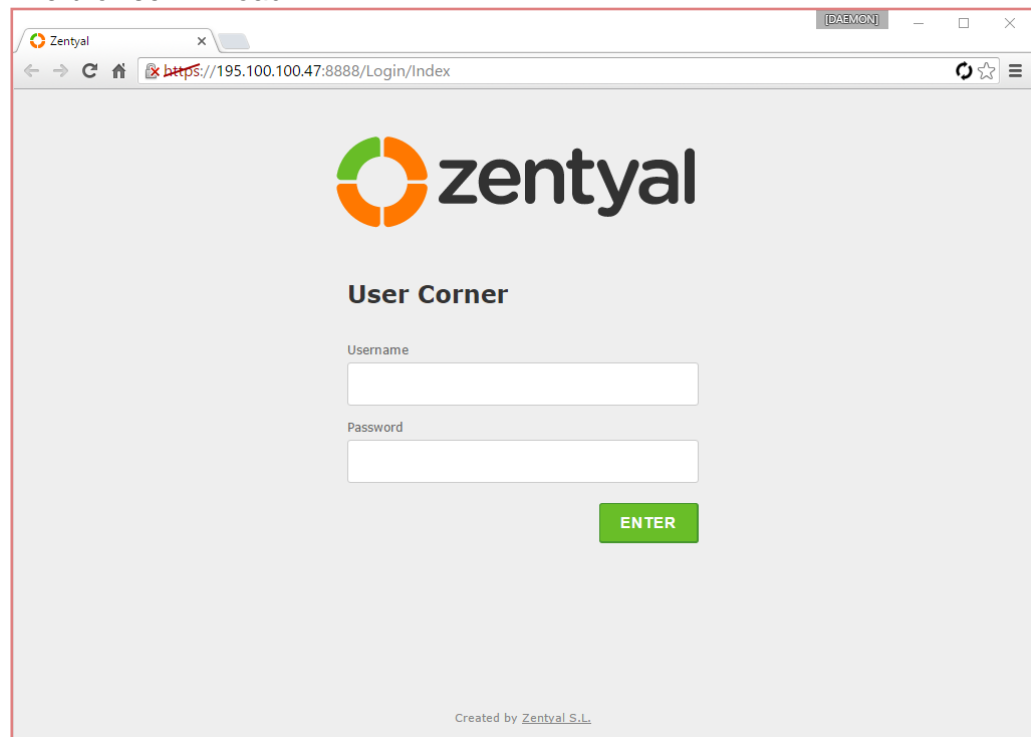 [DAEMON]
Zentyal
https://195.100.100.47:8888/Login/Index
zentyal
User Corner
Username
Password
ENTER
Created by Zentyal S.L.